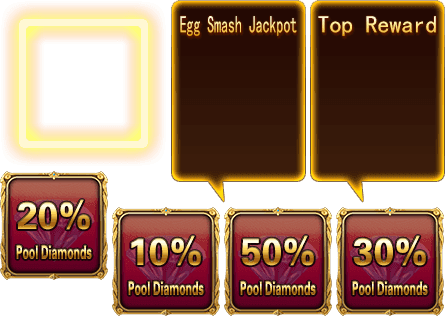 Egg Smash Jackpot
Top Reward
20%
Pool Diamonds
10%
Pool Diamonds
50%
Pool Diamonds
30%
Pool Diamonds